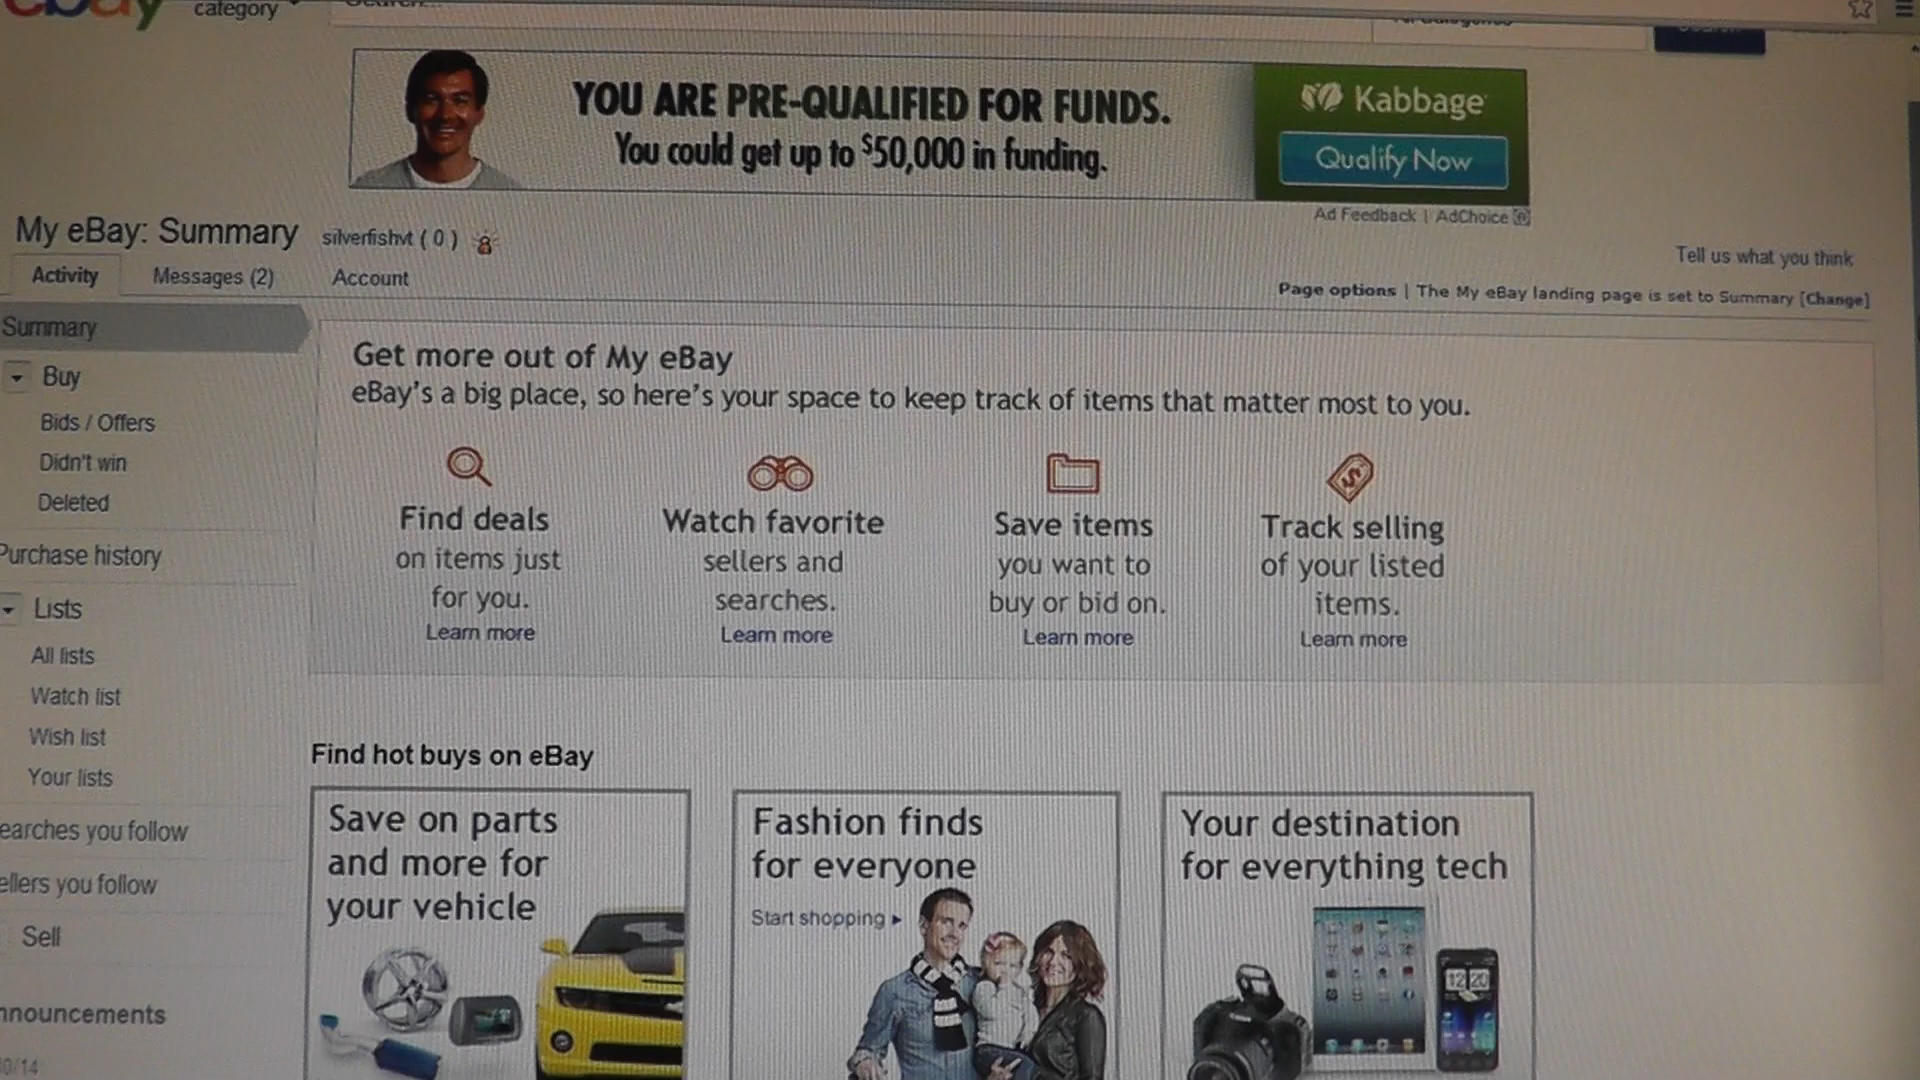 ebay
category
YOU ARE PRE-QUALIFIED FOR FUNDS.
You could get up to $50,000 in funding.
Kabbage
Qualify Now
Ad Feedback | AdChoice
My eBay: Summary
silverfishvt ( 0 )
Tell us what you think
Activity
Messages (2)
Account
Page options | The My eBay landing page is set to Summary [Change]
Summary
Buy
Bids / Offers
Didn't win
Deleted
Purchase history
Lists
All lists
Watch list
Wish list
Your lists
earches you follow
ellers you follow
Sell
nnouncements
0/14
Get more out of My eBay
eBay's a big place, so here's your space to keep track of items that matter most to you.
Find deals
on items just
for you.
Learn more
Watch favorite
sellers and
searches.
Learn more
Save items
you want to
buy or bid on.
Learn more
Track selling
of your listed
items.
Learn more
Find hot buys on eBay
Save on parts
and more for
your vehicle
Fashion finds
for everyone
Start shopping
Your destination
for everything tech
12 20